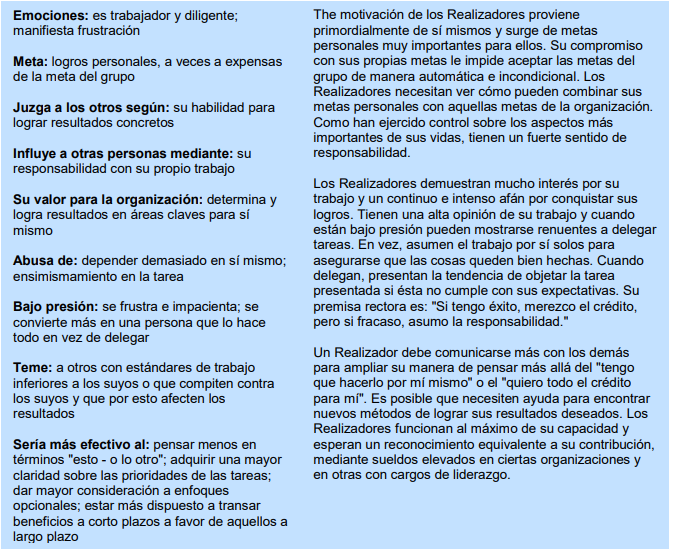 Emociones: es trabajador y diligente;
manifiesta frustración
Meta: logros personales, a veces a expensas
de la meta del grupo
Juzga a los otros según: su habilidad para
lograr resultados concretos
Influye a otras personas mediante: su
responsabilidad con su propio trabajo
Su valor para la organización: determina y
logra resultados en áreas claves para sí
mismo
Abusa de: depender demasiado en sí mismo;
ensimismamiento en la tarea
Bajo presión: se frustra e impacienta; se
convierte más en una persona que lo hace
todo en vez de delegar
Teme: a otros con estándares de trabajo
inferiores a los suyos o que compiten contra
los suyos y que por esto afecten los
resultados
Sería más efectivo al: pensar menos en
términos "esto - o lo otro"; adquirir una mayor
claridad sobre las prioridades de las tareas;
dar mayor consideración a enfoques
opcionales; estar más dispuesto a transar
beneficios a corto plazos a favor de aquellos a
largo plazo
The motivación de los Realizadores proviene
primordialmente de sí mismos y surge de metas
personales muy importantes para ellos. Su compromiso
con sus propias metas le impide aceptar las metas del
grupo de manera automática e incondicional. Los
Realizadores necesitan ver cómo pueden combinar sus
metas personales con aquellas metas de la organización.
Como han ejercido control sobre los aspectos más
importantes de sus vidas, tienen un fuerte sentido de
responsabilidad.
Los Realizadores demuestran mucho interés por su
trabajo y un continuo e intenso afán por conquistar sus
logros. Tienen una alta opinión de su trabajo y cuando
están bajo presión pueden mostrarse renuentes a delegar
tareas. En vez, asumen el trabajo por sí solos para
asegurarse que las cosas queden bien hechas. Cuando
delegan, presentan la tendencia de objetar la tarea
presentada si ésta no cumple con sus expectativas. Su
premisa rectora es: "Si tengo éxito, merezco el crédito,
pero si fracaso, asumo la responsabilidad."
Un Realizador debe comunicarse más con los demás
para ampliar su manera de pensar más allá del "tengo
que hacerlo por mí mismo" o el "quiero todo el crédito
para mí". Es posible que necesiten ayuda para encontrar
nuevos métodos de lograr sus resultados deseados. Los
Realizadores funcionan al máximo de su capacidad y
esperan un reconocimiento equivalente a su contribución,
mediante sueldos elevados en ciertas organizaciones y
en otras con cargos de liderazgo.